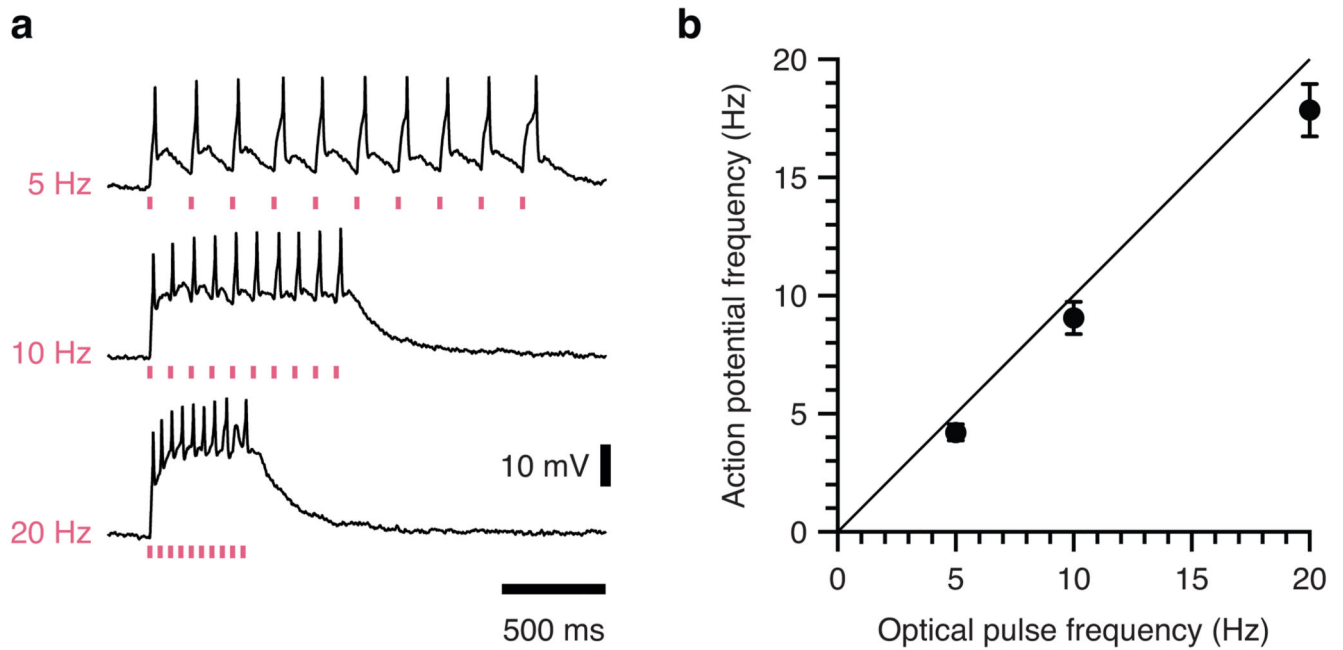 a
5 Hz
10 Hz
10 mV
20 Hz
500 ms
b
Action potential frequency (Hz)
20
15
10
5
0
0 5 10 15 20
Optical pulse frequency (Hz)